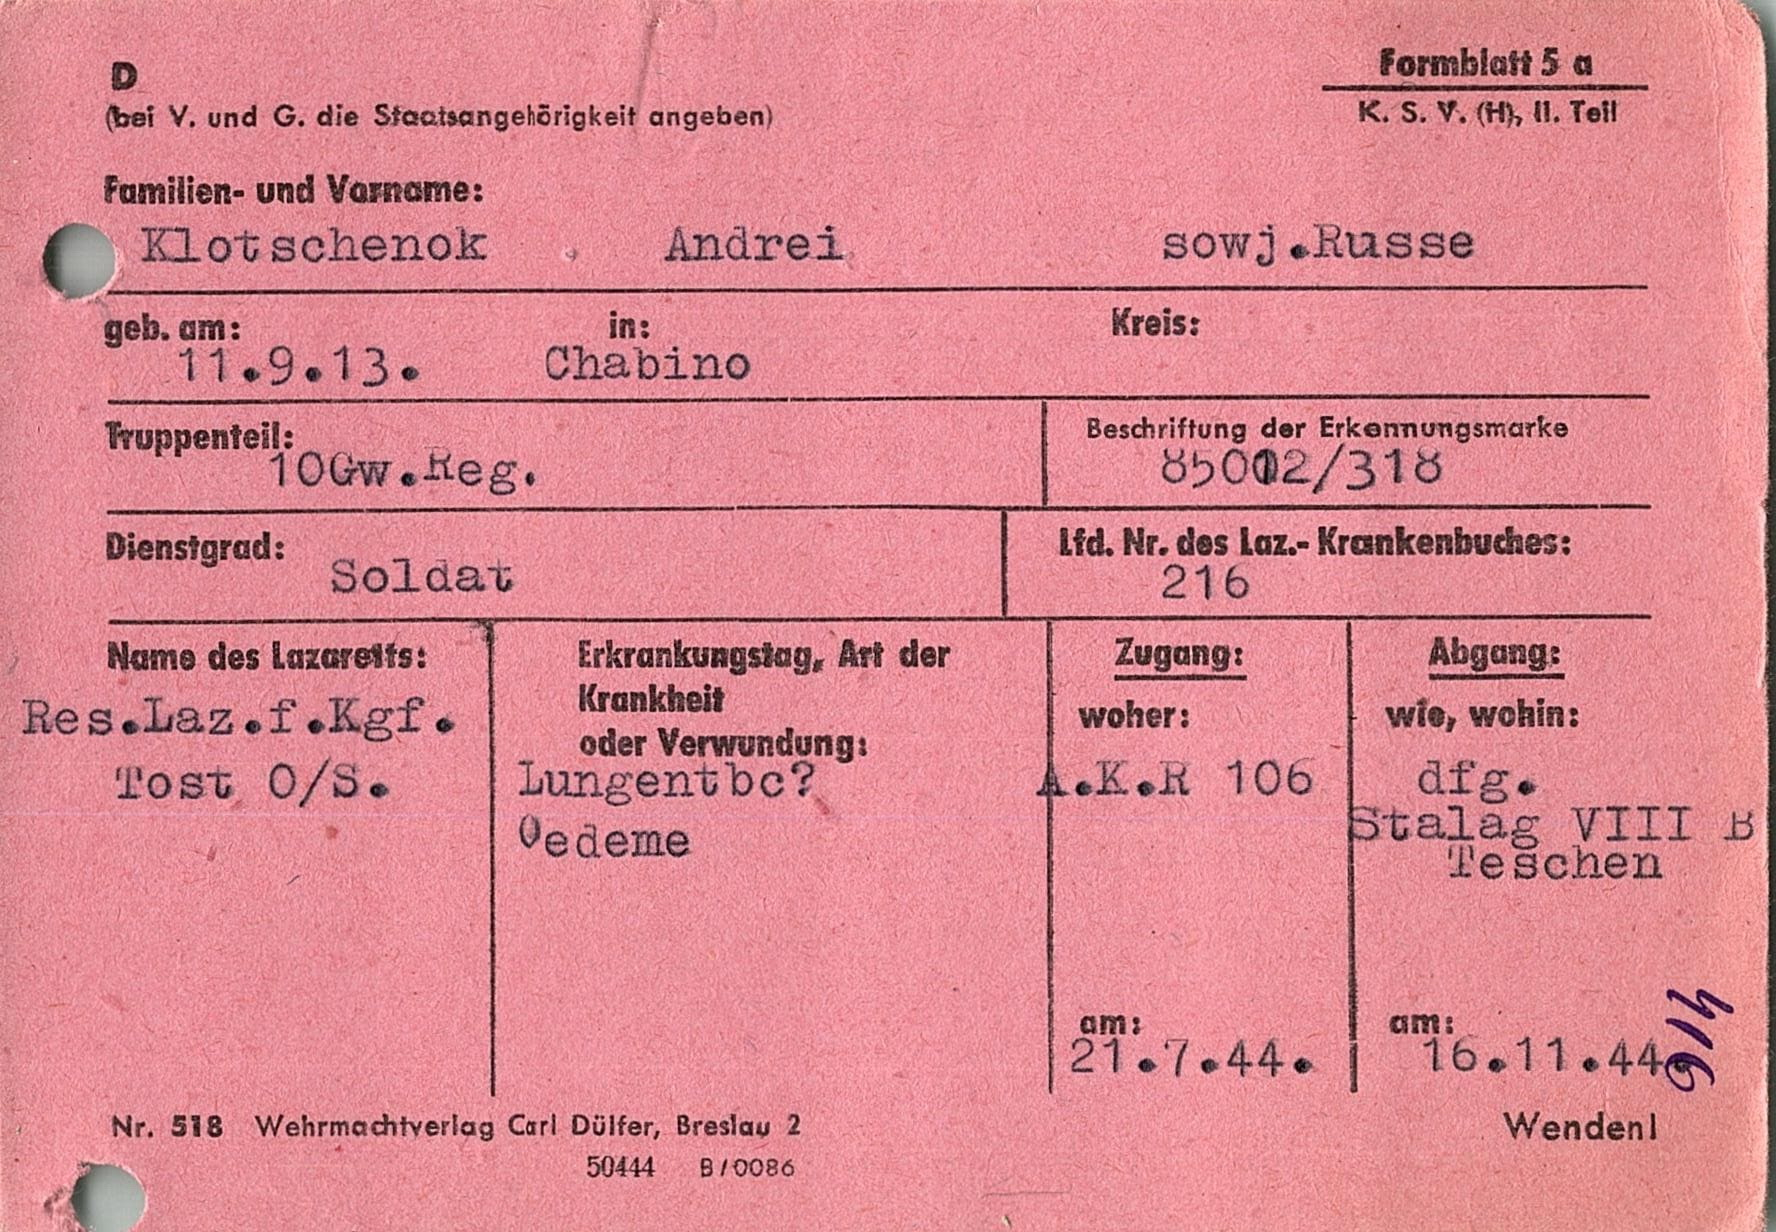 D
Formblatt 5 a
(bei V. und G. die Staatsangehörigkeit angeben)
K. S. V. (H), II. Teil
Familien- und Vorname:
Klotschenok . Andrei sowj.Russe
geb. am: in: Kreis:
11.9.13. Chabino
Truppenteil: Beschriftung der Erkennungsmarke
10Gw.Reg. 85012/318
Dienstgrad: Lfd. Nr. des Laz.- Krankenbuches:
Soldat 216
Name des Lazaretts:
Res.Laz.f.Kgf.
Tost O/S.
Erkrankungstag, Art der
Krankheit
oder Verwundung:
Lungentbc?
Oedeme
Zugang:
woher:
A.K.R 106
am:
21.7.44.
Abgang:
wie, wohin:
dfg.
Stalag VIII B
Teschen
am:
16.11.44.
Nr. 518 Wehrmachtverlag Carl Dülfer, Breslau 2
Wenden!
50444 B/0086